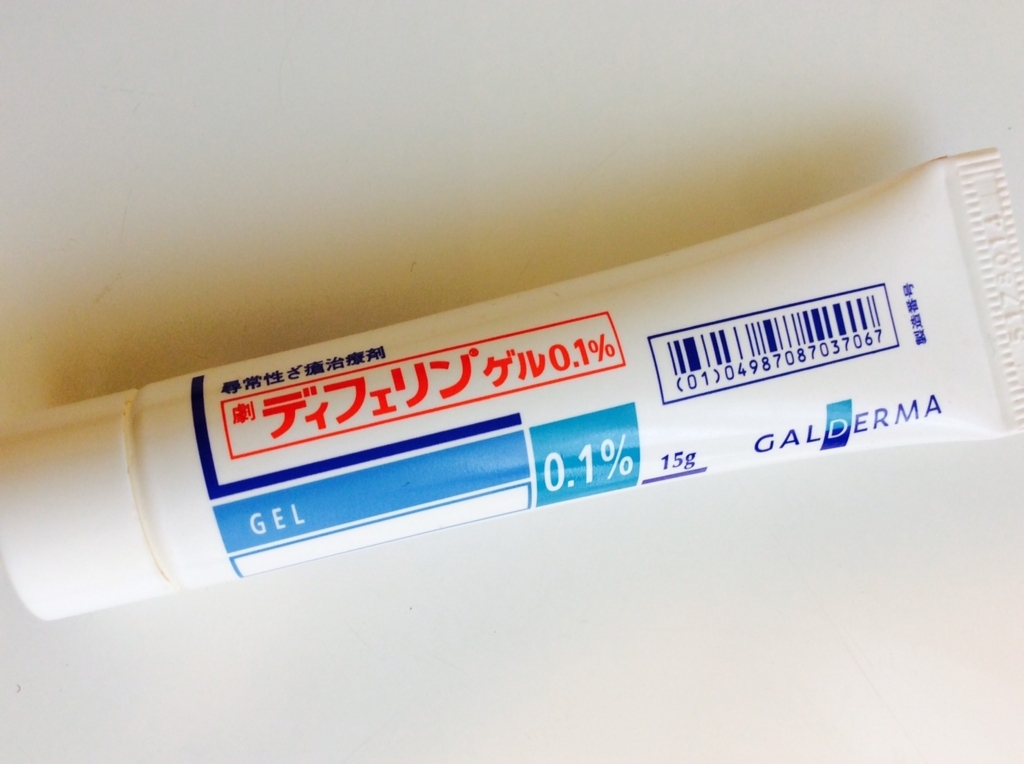 尋常性ざ瘡治療剤
劇 ディフェリンゲル0.1%
GEL
0.1%
15g
(01)04987087037067
製造番号
GALDERMA